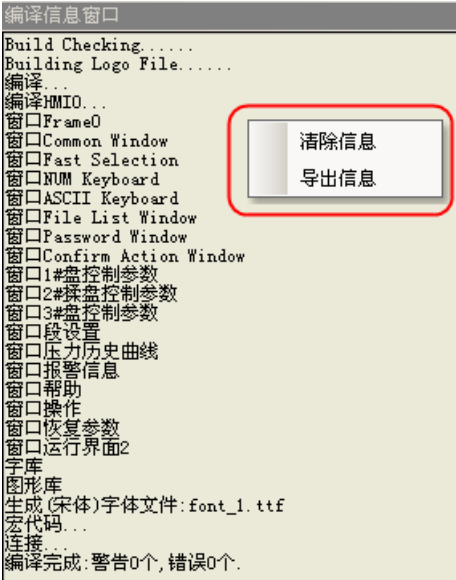 编译信息窗口
Build Checking......
Building Logo File......
编译...
编译HMI0...
窗口Frame0
窗口Common Window
窗口Fast Selection
窗口NUM Keyboard
窗口ASCII Keyboard
窗口File List Window
窗口Password Window
窗口Confirm Action Window
窗口1#盘控制参数
窗口2#揉盘控制参数
窗口3#盘控制参数
窗口段设置
窗口压力历史曲线
窗口报警信息
窗口帮助
窗口操作
窗口恢复参数
窗口运行界面2
字库
图形库
生成(宋体)字体文件:font_1.ttf
宏代码...
连接...
编译完成:警告0个,错误0个.
清除信息
导出信息